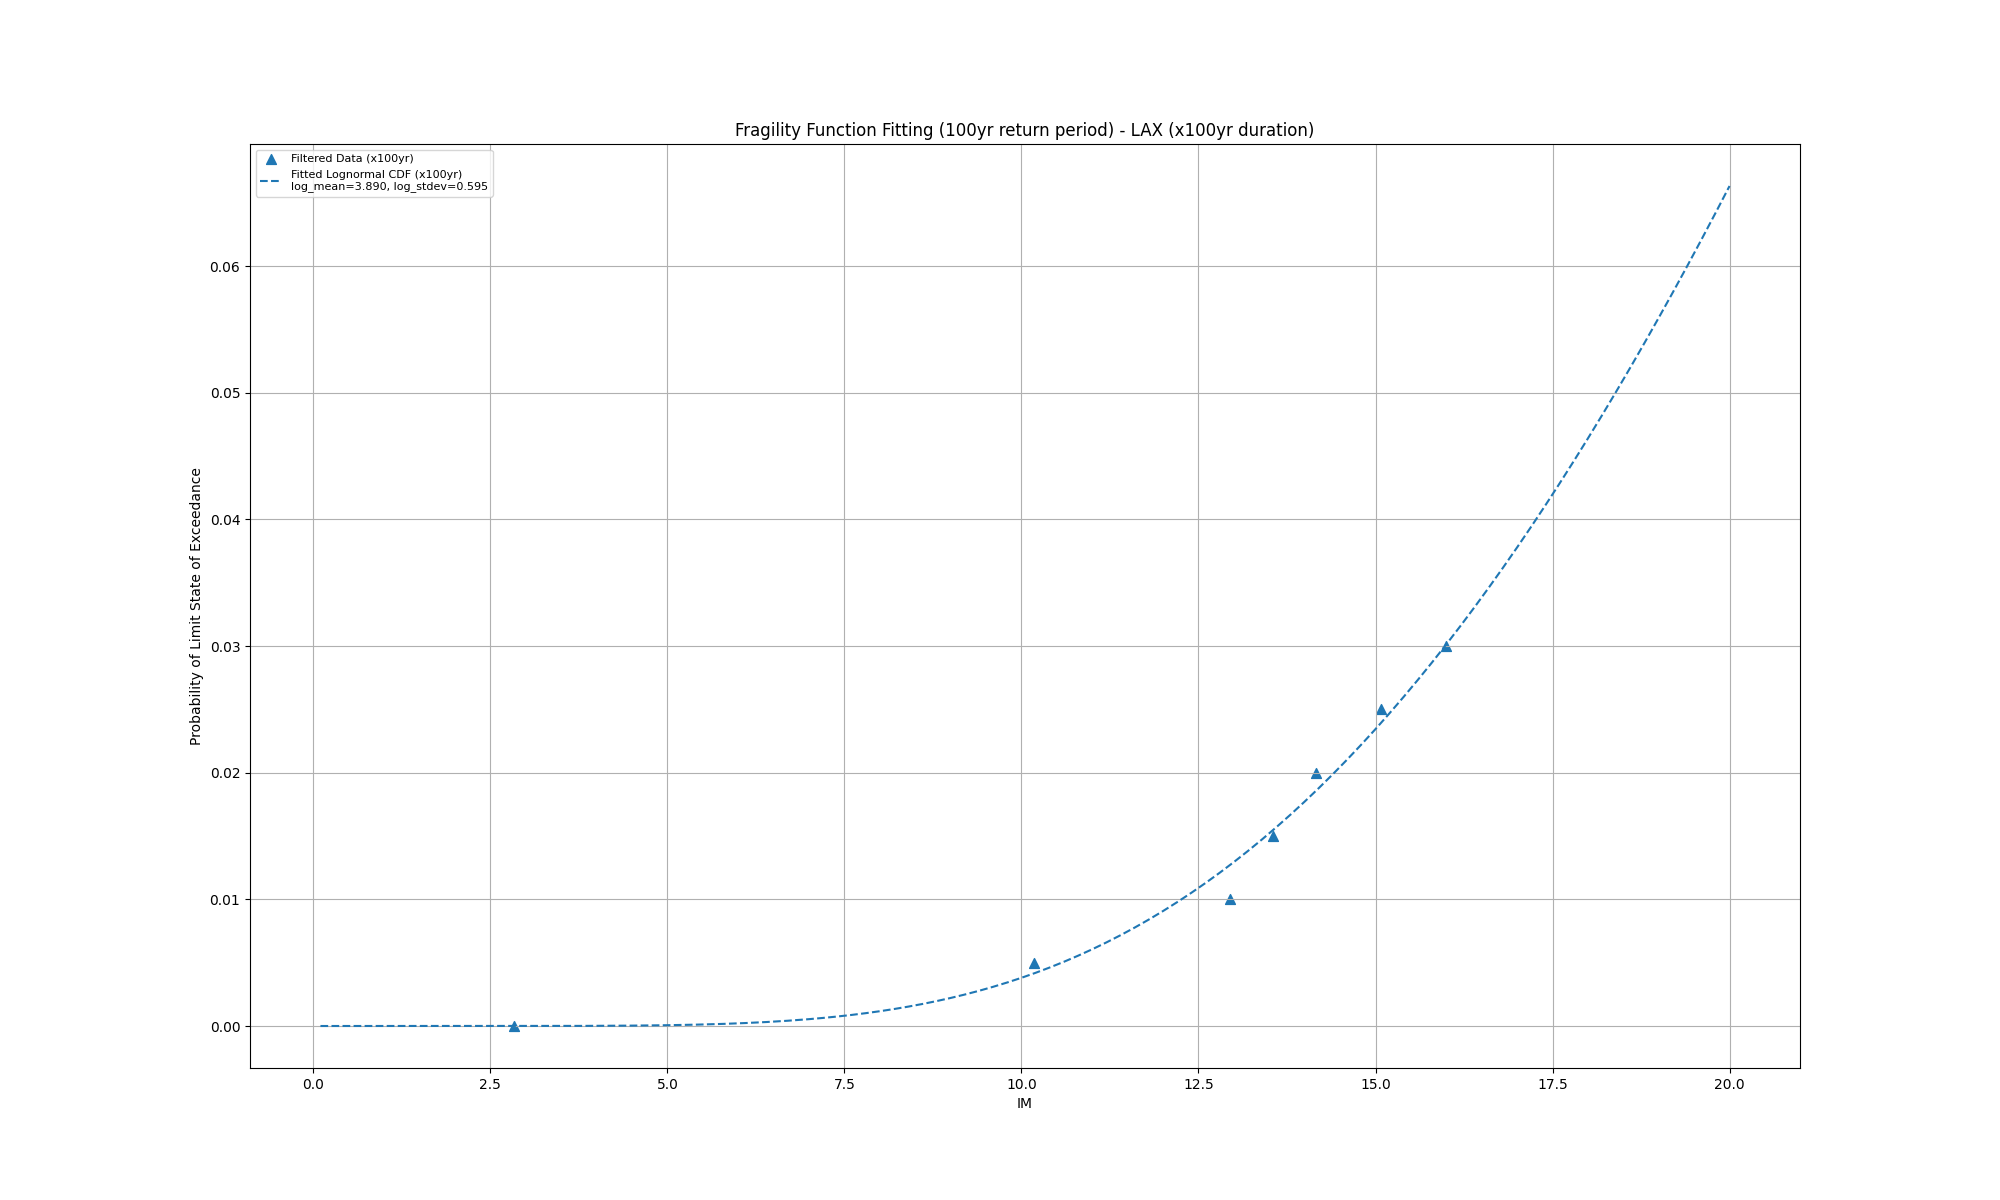 Fragility Function Fitting (100yr return period) - LAX (x100yr duration)
Filtered Data (x100yr)
Fitted Lognormal CDF (x100yr)
log_mean=3.890, log_stdev=0.595
Probability of Limit State of Exceedance
0.06
0.05
0.04
0.03
0.02
0.01
0.00
0.0 2.5 5.0 7.5 10.0 12.5 15.0 17.5 20.0
IM